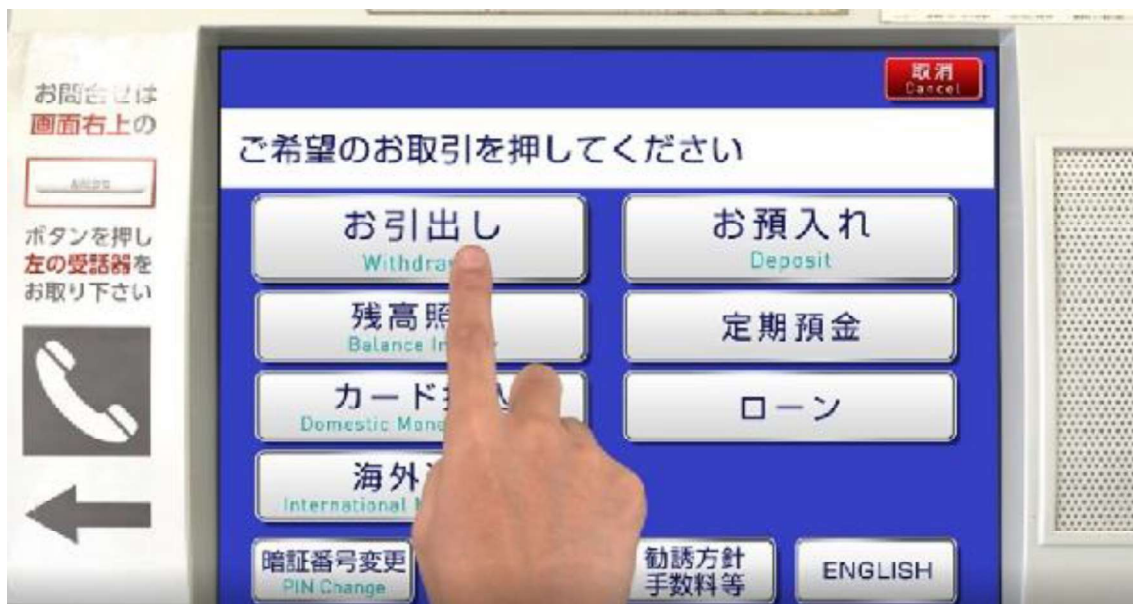 お問合せは
画面右上の
ボタンを押し
左の受話器を
お取り下さい
取消
Cancel
ご希望のお取引を押してください
お引出し
お預入れ
Deposit
残高
Balance
定期預金
カード
Domestic
ローン
海外
International
暗証番号変更
PIN Change
勧誘方針
手数料等
ENGLISH